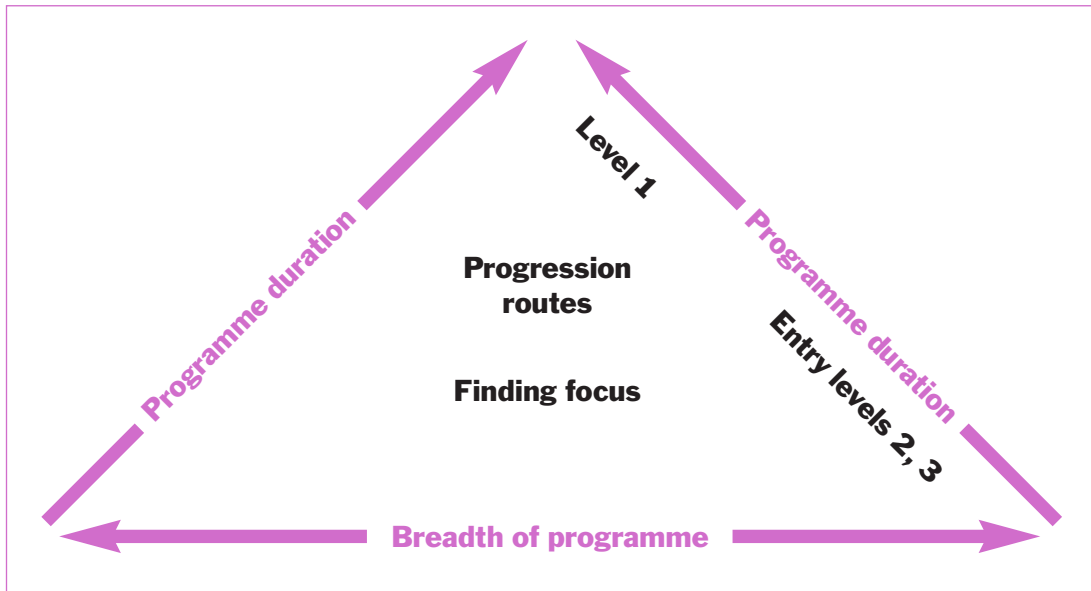 Level 1
Programme duration
Programme duration
Progression
routes
Entry levels 2, 3
Finding focus
Breadth of programme